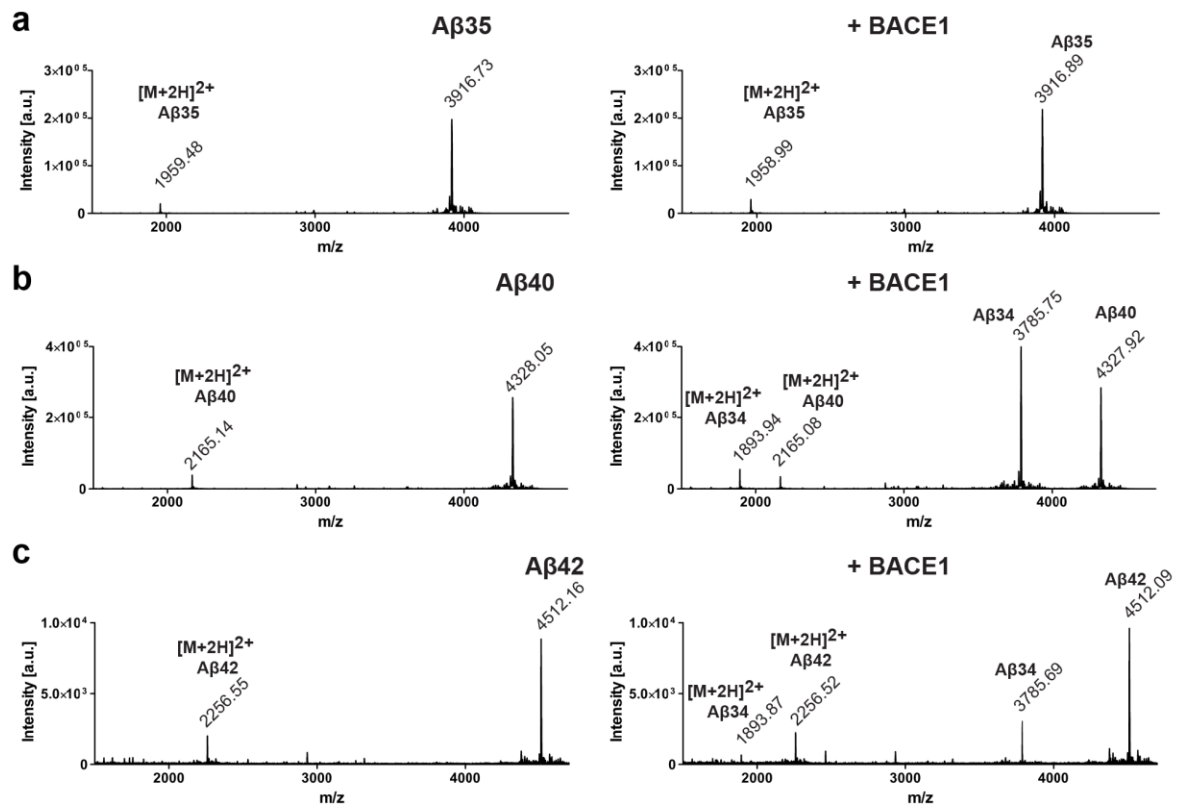 a
Aβ35
+ BACE1
3×10⁰⁵
2×10⁰⁵
1×10⁰⁵
0
Intensity [a.u.]
[M+2H]²⁺
Aβ35
1959.48
3916.73
2000
3000
4000
m/z
3×10⁰⁵
2×10⁰⁵
1×10⁰⁵
0
Intensity [a.u.]
[M+2H]²⁺
Aβ35
1958.99
Aβ35
3916.89
2000
3000
4000
m/z
b
Aβ40
+ BACE1
4×10⁰⁵
2×10⁰⁵
0
Intensity [a.u.]
[M+2H]²⁺
Aβ40
2165.14
4328.05
2000
3000
4000
m/z
4×10⁰⁵
2×10⁰⁵
0
Intensity [a.u.]
[M+2H]²⁺
Aβ34
1893.94
[M+2H]²⁺
Aβ40
2165.08
Aβ34
3785.75
Aβ40
4327.92
2000
3000
4000
m/z
c
Aβ42
+ BACE1
1.0×10⁴
5.0×10³
0
Intensity [a.u.]
[M+2H]²⁺
Aβ42
2256.55
4512.16
2000
3000
4000
m/z
1.0×10⁴
5.0×10³
0
Intensity [a.u.]
[M+2H]²⁺
Aβ34
1893.87
[M+2H]²⁺
Aβ42
2256.52
Aβ34
3785.69
Aβ42
4512.09
2000
3000
4000
m/z